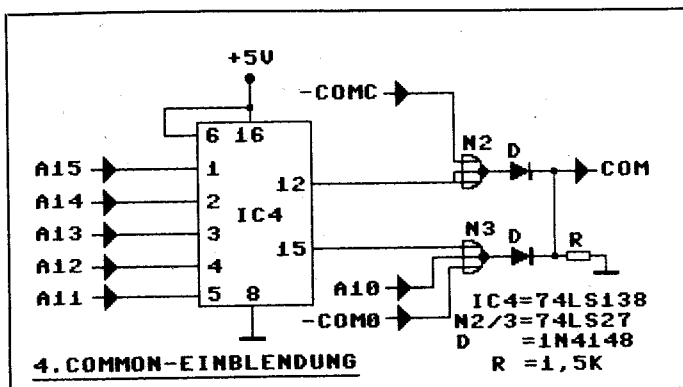 +5V
-COMC
6 16
N2
D
A15
1
COM
A14
2
12
A13
3
IC4
N3
15
D
R
A12
4
A10
A11
5 8
-COM0
IC4=74LS138
N2/3=74LS27
D =1N4148
R =1,5K
4.COMMON-EINBLENDUNG